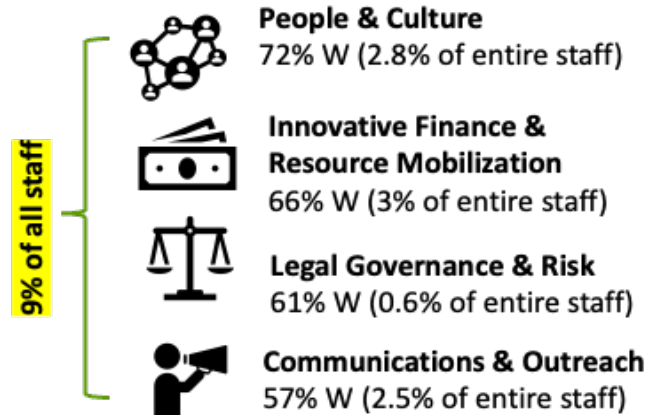 9% of all staff
People & Culture
72% W (2.8% of entire staff)
Innovative Finance &
Resource Mobilization
66% W (3% of entire staff)
Legal Governance & Risk
61% W (0.6% of entire staff)
Communications & Outreach
57% W (2.5% of entire staff)